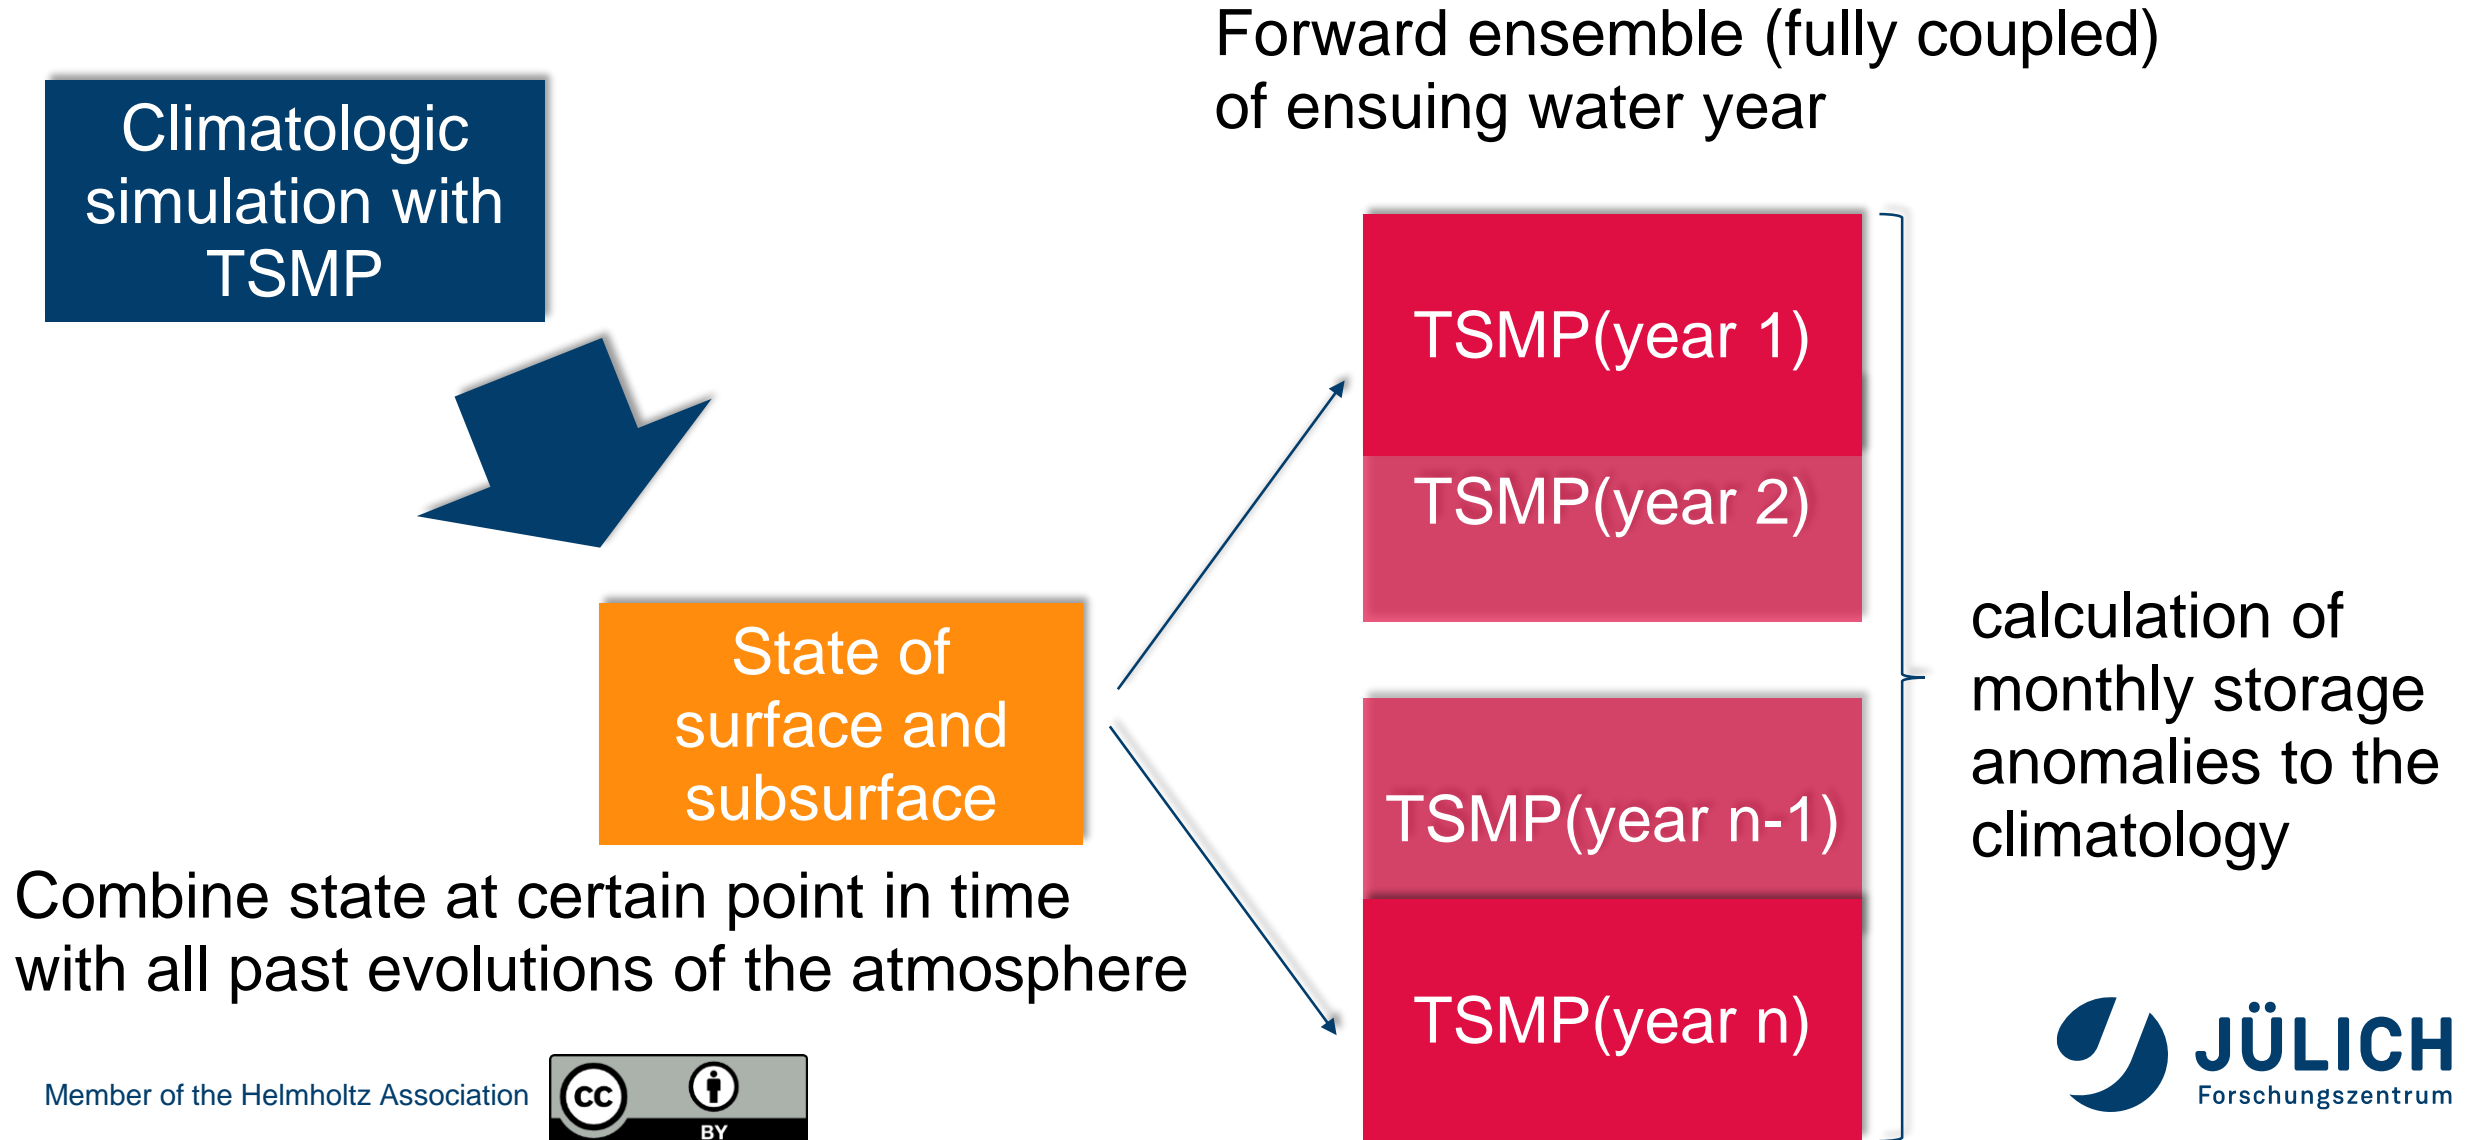 Forward ensemble (fully coupled)
of ensuing water year
Climatologic
simulation with
TSMP
TSMP(year 1)
TSMP(year 2)
State of
surface and
subsurface
TSMP(year n-1)
TSMP(year n)
calculation of
monthly storage
anomalies to the
climatology
Combine state at certain point in time
with all past evolutions of the atmosphere
Member of the Helmholtz Association
cc
BY
JÜLICH
Forschungszentrum